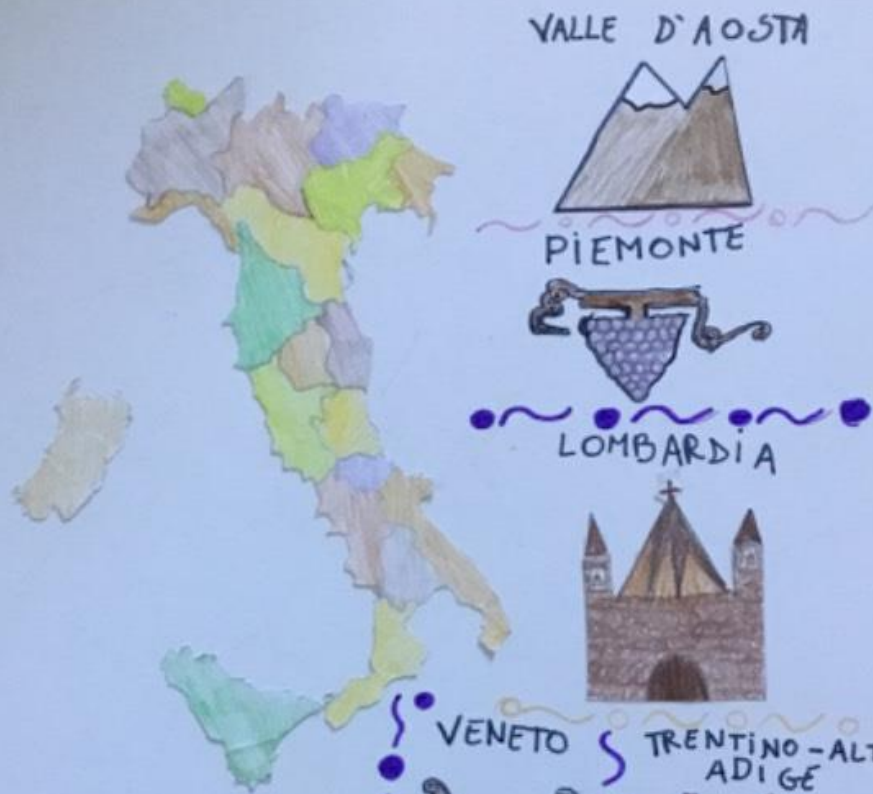 VALLE D'AOSTA
PIEMONTE
LOMBARDIA
VENETO
TRENTINO-ALT
ADIGE